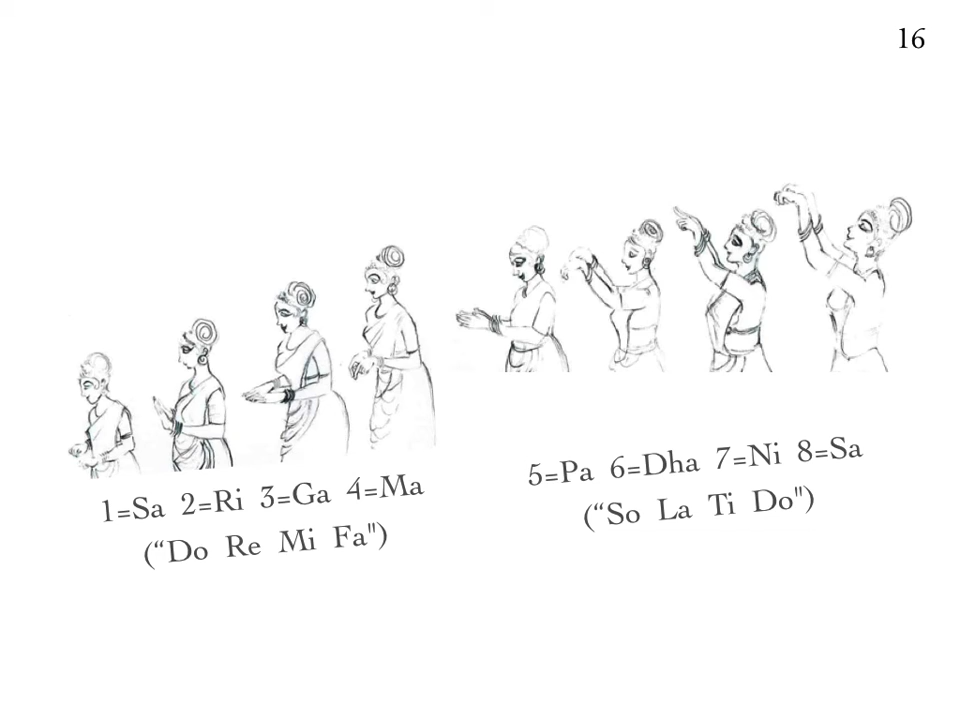 16
1=Sa 2=Ri 3=Ga 4=Ma
(“Do Re Mi Fa")
5=Pa 6=Dha 7=Ni 8=Sa
(“So La Ti Do")